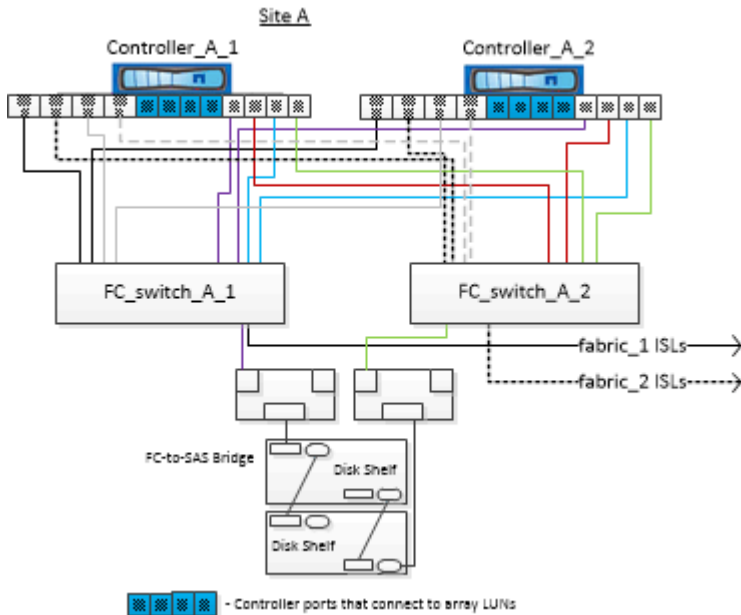 Site A
Controller_A_1
Controller_A_2
FC_switch_A_1
FC_switch_A_2
fabric_1 ISLs
fabric_2 ISLs
FC-to-SAS Bridge
Disk Shelf
Disk Shelf
- Controller ports that connect to array LUNs